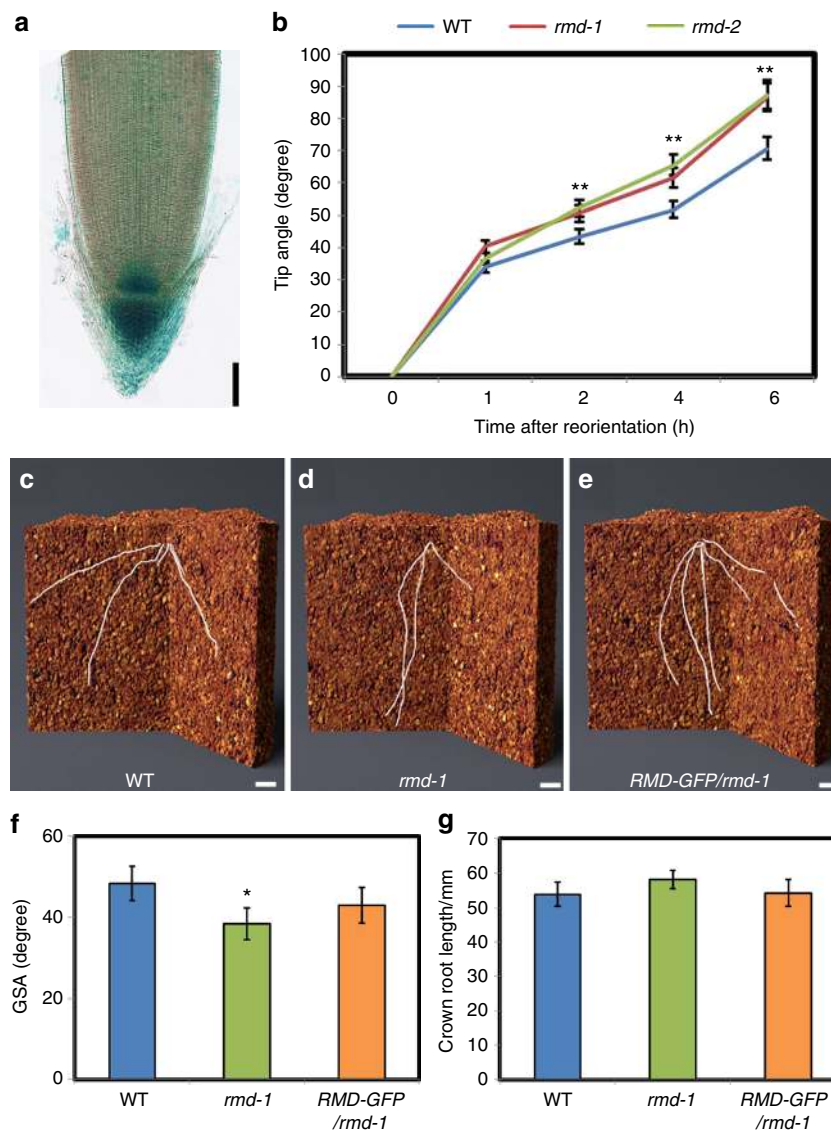 a
b
WT rmd-1 rmd-2
Tip angle (degree)
100
90
80
70
60
50
40
30
20
10
0
**
**
**
0 1 2 4 6
Time after reorientation (h)
c
WT
d
rmd-1
e
RMD-GFP/rmd-1
f
GSA (degree)
60
40
20
0
*
WT rmd-1 RMD-GFP
/rmd-1
g
Crown root length/mm
70
60
50
40
30
20
10
0
WT rmd-1 RMD-GFP
/rmd-1